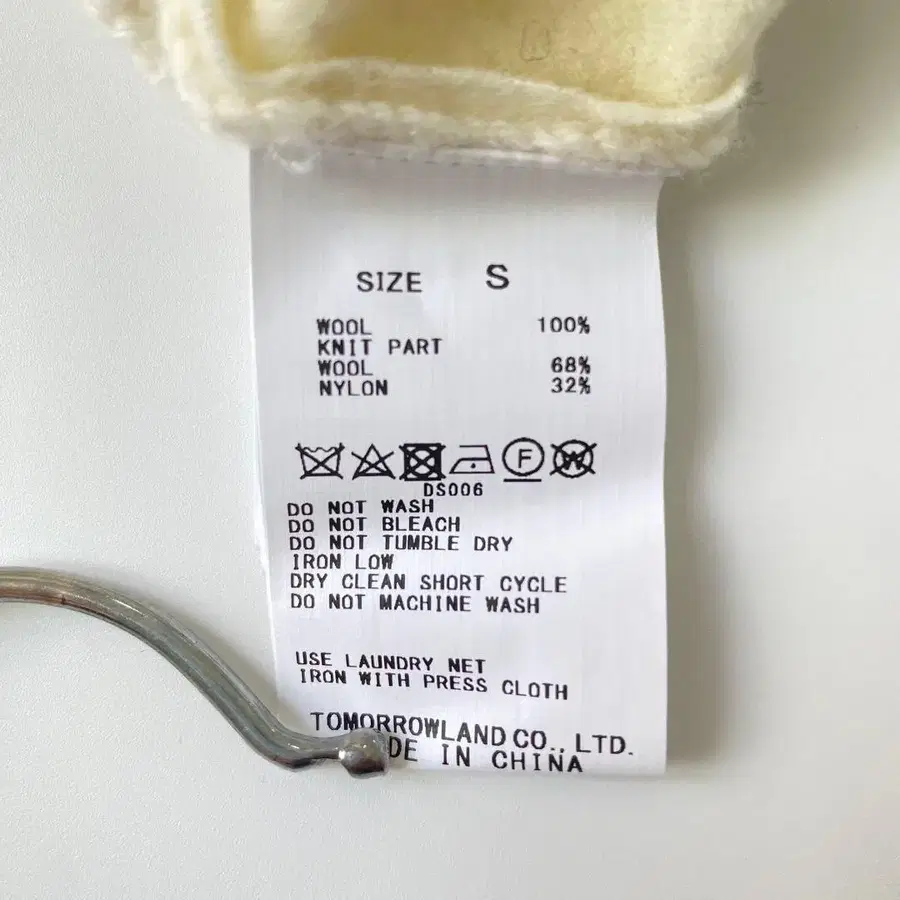 SIZE S
WOOL 100%
KNIT PART
WOOL 68%
NYLON 32%
F W
DS006
DO NOT WASH
DO NOT BLEACH
DO NOT TUMBLE DRY
IRON LOW
DRY CLEAN SHORT CYCLE
DO NOT MACHINE WASH
USE LAUNDRY NET
IRON WITH PRESS CLOTH
TOMORROWLAND CO., LTD.
DE IN CHINA